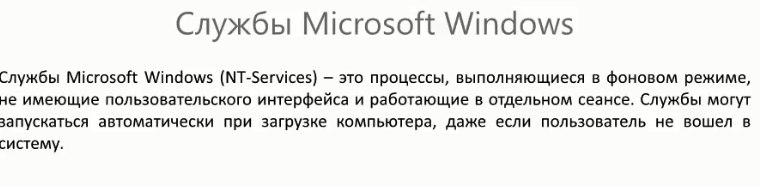 Службы Microsoft Windows
Службы Microsoft Windows (NT-Services) – это процессы, выполняющиеся в фоновом режиме,
не имеющие пользовательского интерфейса и работающие в отдельном сеансе. Службы могут
запускаться автоматически при загрузке компьютера, даже если пользователь не вошел в
систему.